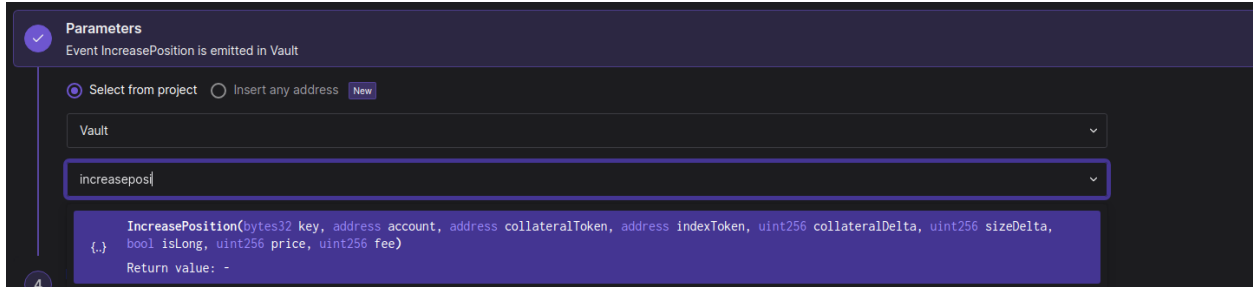 Parameters
Event IncreasePosition is emitted in Vault
Select from project Insert any address New
Vault
increaseposi
IncreasePosition(bytes32 key, address account, address collateralToken, address indexToken, uint256 collateralDelta, uint256 sizeDelta,
{..} bool isLong, uint256 price, uint256 fee)
Return value: -
4